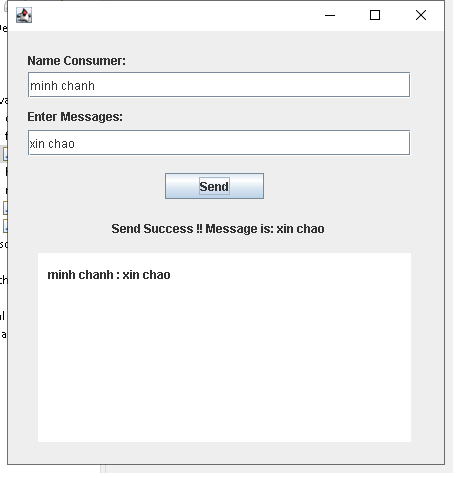 Name Consumer:
minh chanh
Enter Messages:
xin chao
Send
Send Success !! Message is: xin chao
minh chanh : xin chao